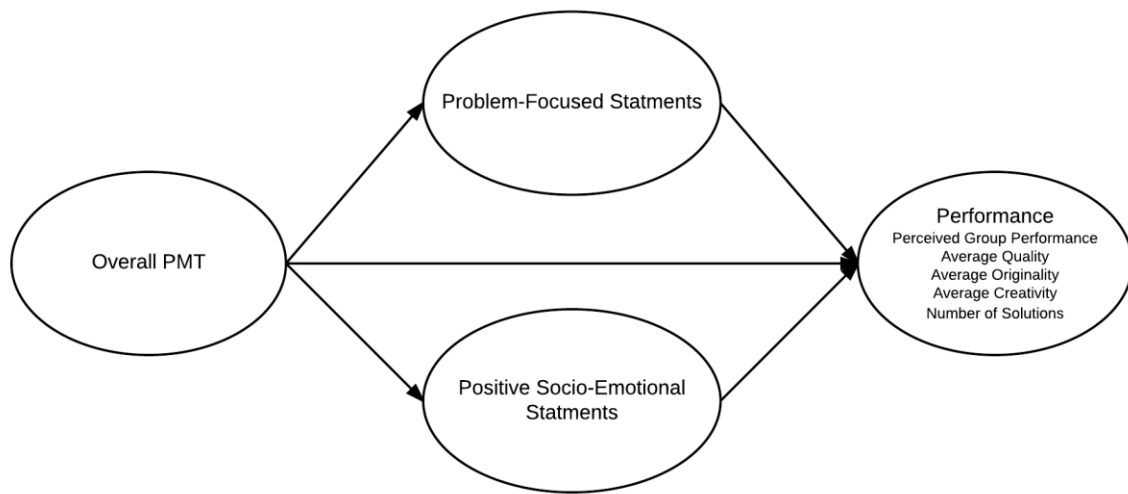 Problem-Focused Statments
Overall PMT
Performance
Perceived Group Performance
Average Quality
Average Originality
Average Creativity
Number of Solutions
Positive Socio-Emotional
Statments